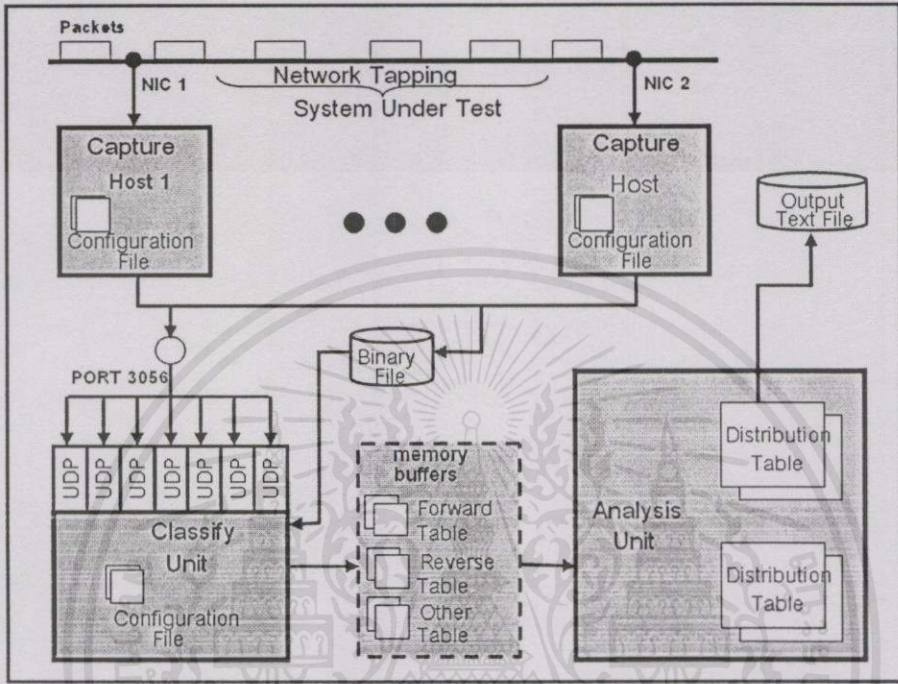 Packets
NIC 1
Network Tapping
NIC 2
System Under Test
Capture
Host 1
Configuration
File
Capture
Host
Configuration
File
Output
Text File
Binary
File
PORT 3056
UDP
UDP
UDP
UDP
UDP
UDP
UDP
Classify
Unit
Configuration
File
memory
buffers
Forward
Table
Reverse
Table
Other
Table
Analysis
Unit
Distribution
Table
Distribution
Table